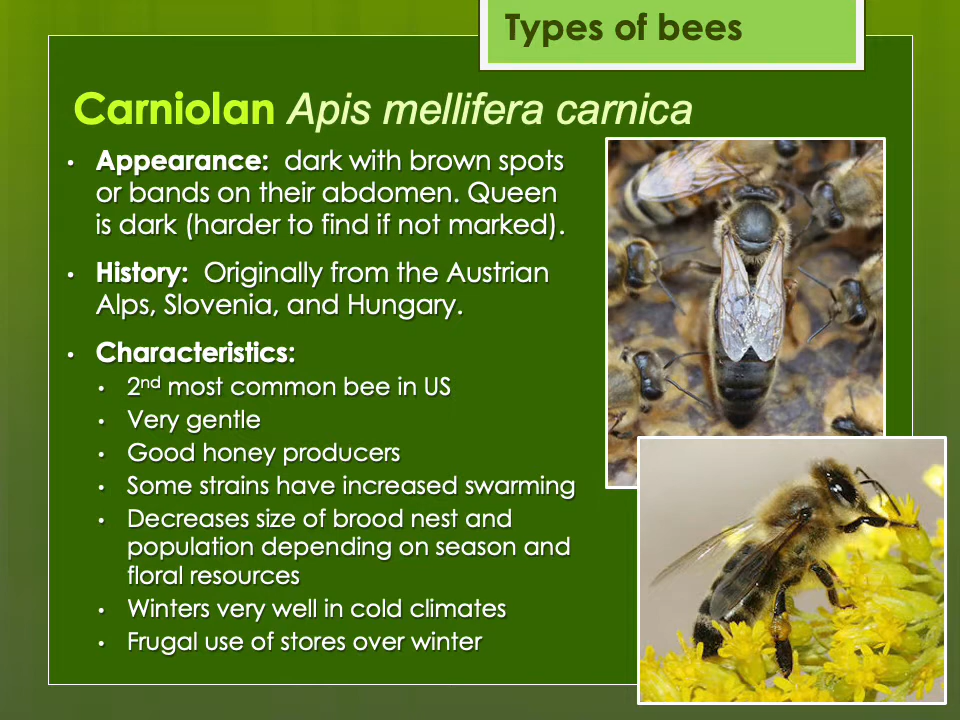 Types of bees
Carniolan Apis mellifera carnica
• Appearance: dark with brown spots
or bands on their abdomen. Queen
is dark (harder to find if not marked).
• History: Originally from the Austrian
Alps, Slovenia, and Hungary.
• Characteristics:
• 2nd most common bee in US
• Very gentle
• Good honey producers
• Some strains have increased swarming
• Decreases size of brood nest and
population depending on season and
floral resources
• Winters very well in cold climates
• Frugal use of stores over winter